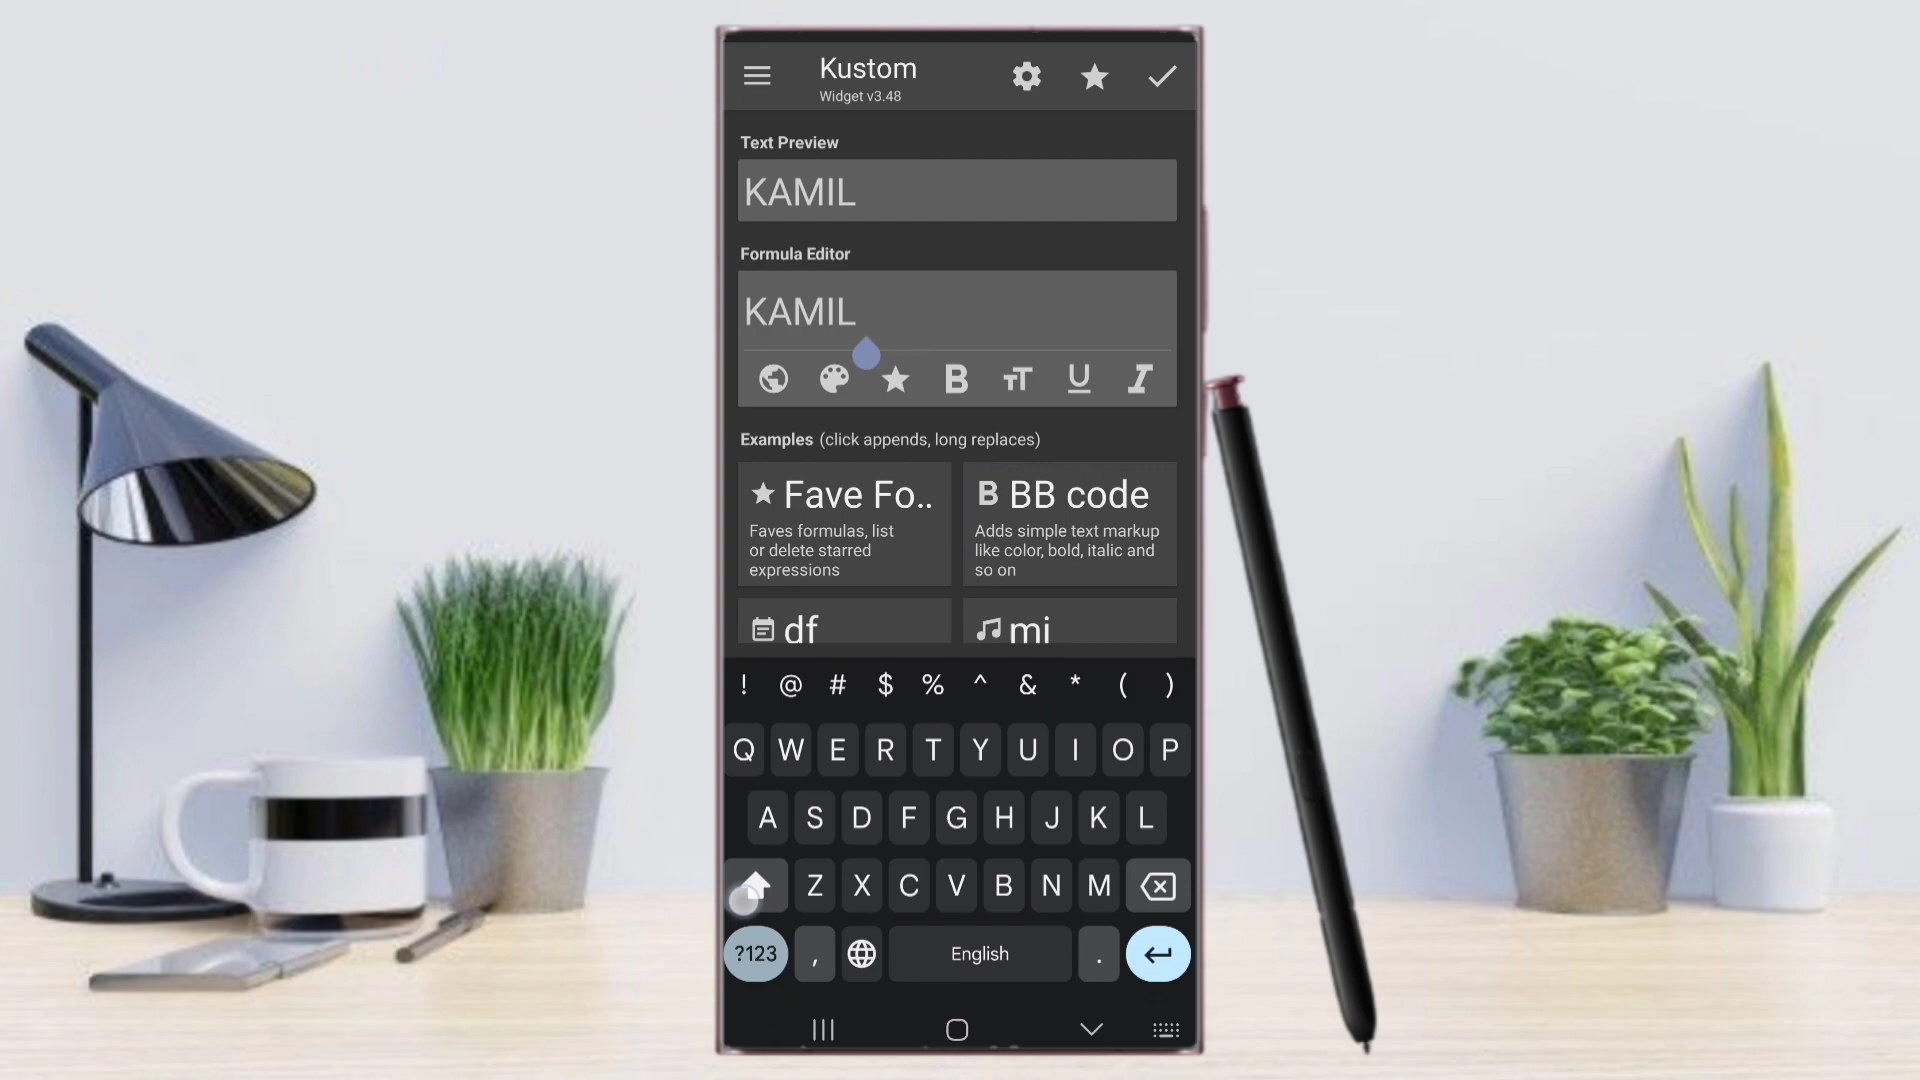 Kustom
Widget v3.48
Text Preview
KAMIL
Formula Editor
KAMIL
B TT U I
Examples (click appends, long replaces)
Fave Fo..
Faves formulas, list
or delete starred
expressions
B BB code
Adds simple text markup
like color, bold, italic and
so on
df
mi
! @ # $ % ^ & * ( )
Q W E R T Y U I O P
A S D F G H J K L
Z X C V B N M
?123 , English .